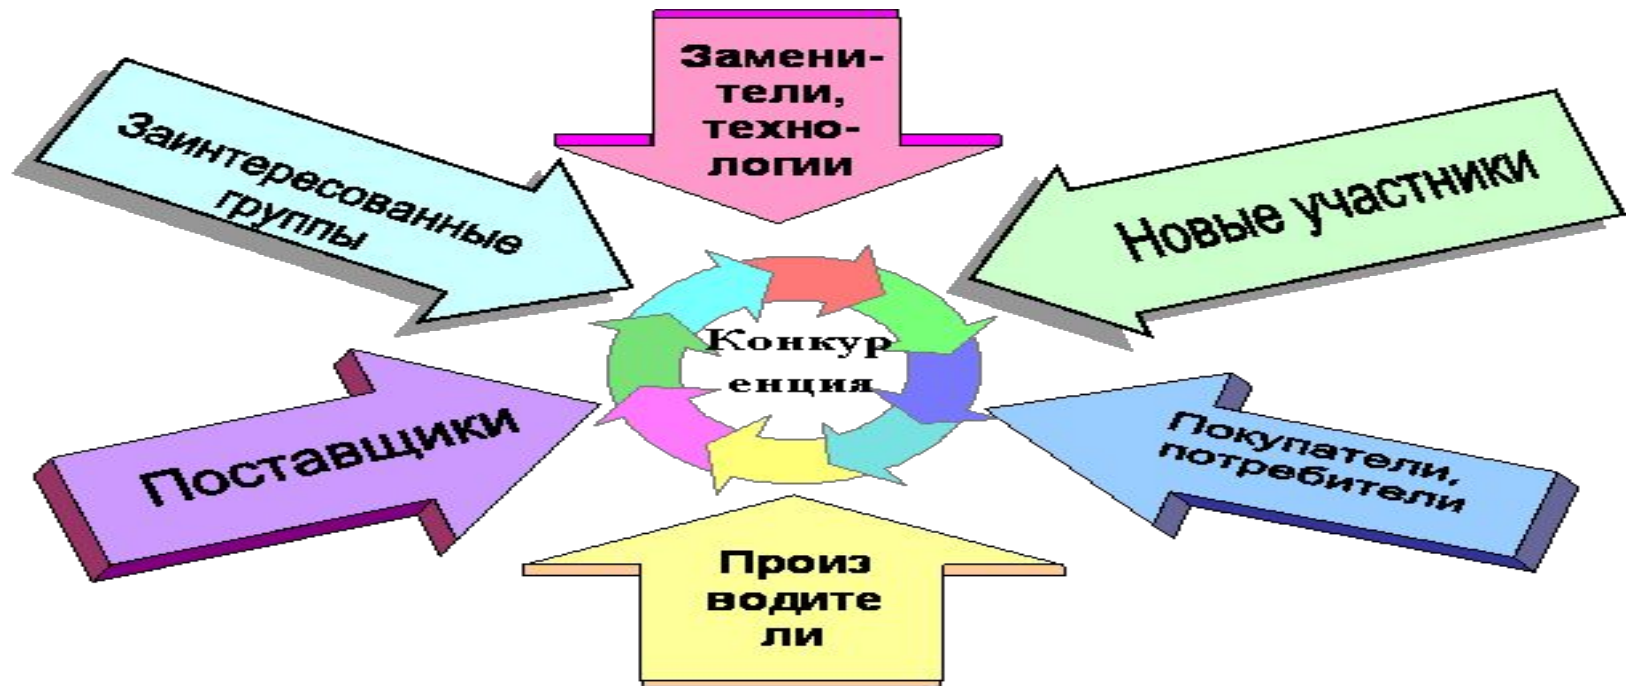 Замени-
тели,
техно-
логии
Заинтересованные
группы
Новые участники
Конкур
енция
Поставщики
Покупатели,
потребители
Произ
водите
ли